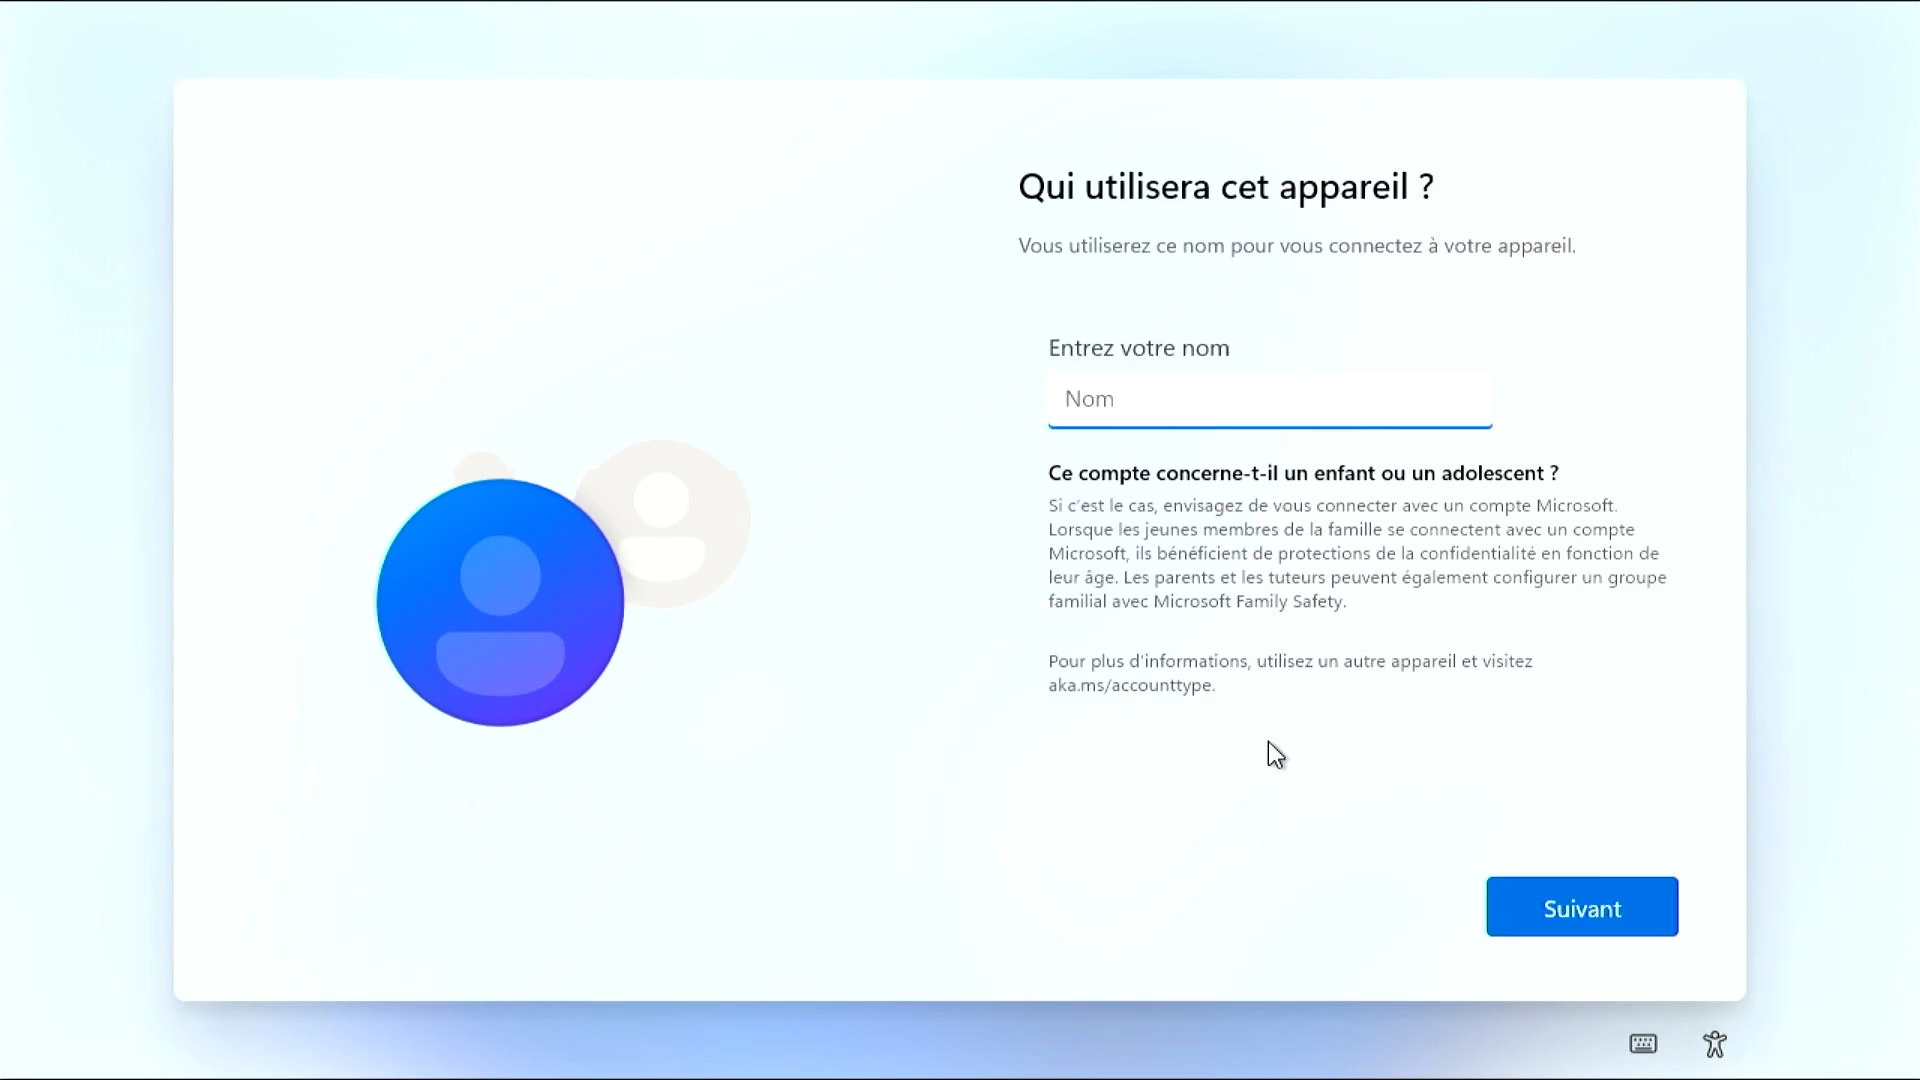 Qui utilisera cet appareil ?
Vous utiliserez ce nom pour vous connectez à votre appareil.
Entrez votre nom
Nom
Ce compte concerne-t-il un enfant ou un adolescent ?
Si c'est le cas, envisagez de vous connecter avec un compte Microsoft.
Lorsque les jeunes membres de la famille se connectent avec un compte
Microsoft, ils bénéficient de protections de la confidentialité en fonction de
leur âge. Les parents et les tuteurs peuvent également configurer un groupe
familial avec Microsoft Family Safety.
Pour plus d'informations, utilisez un autre appareil et visitez
aka.ms/accounttype.
Suivant